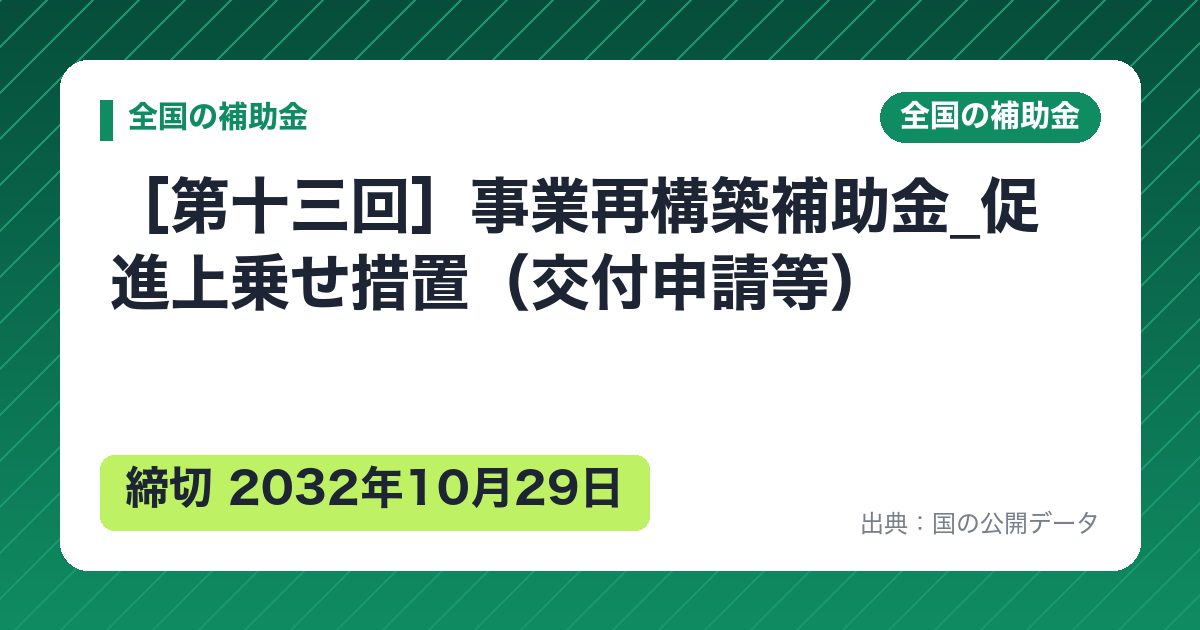 全国の補助金
全国の補助金
［第十三回］事業再構築補助金_促
進上乗せ措置（交付申請等）
締切 2032年10月29日
出典：国の公開データ